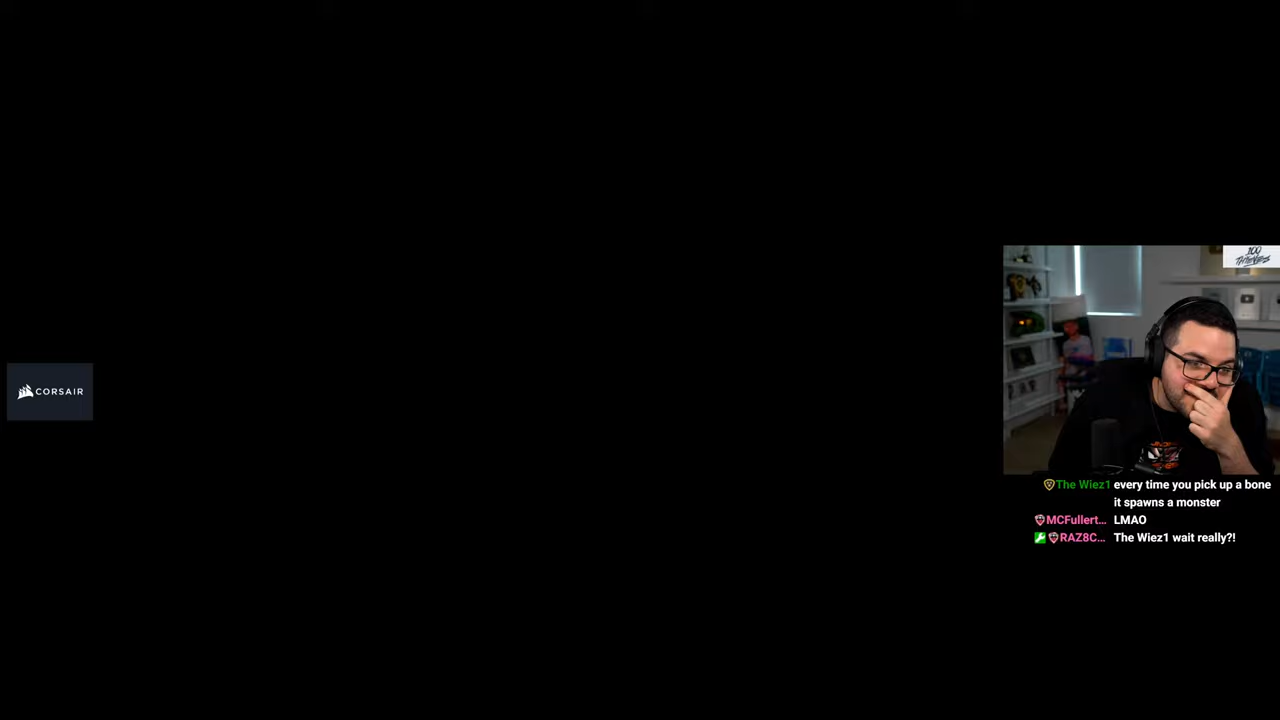 100
CORSAIR
The Wiez1 every time you pick up a bone
it spawns a monster
MCFullert... LMAO
RAZ8C... The Wiez1 wait really?!